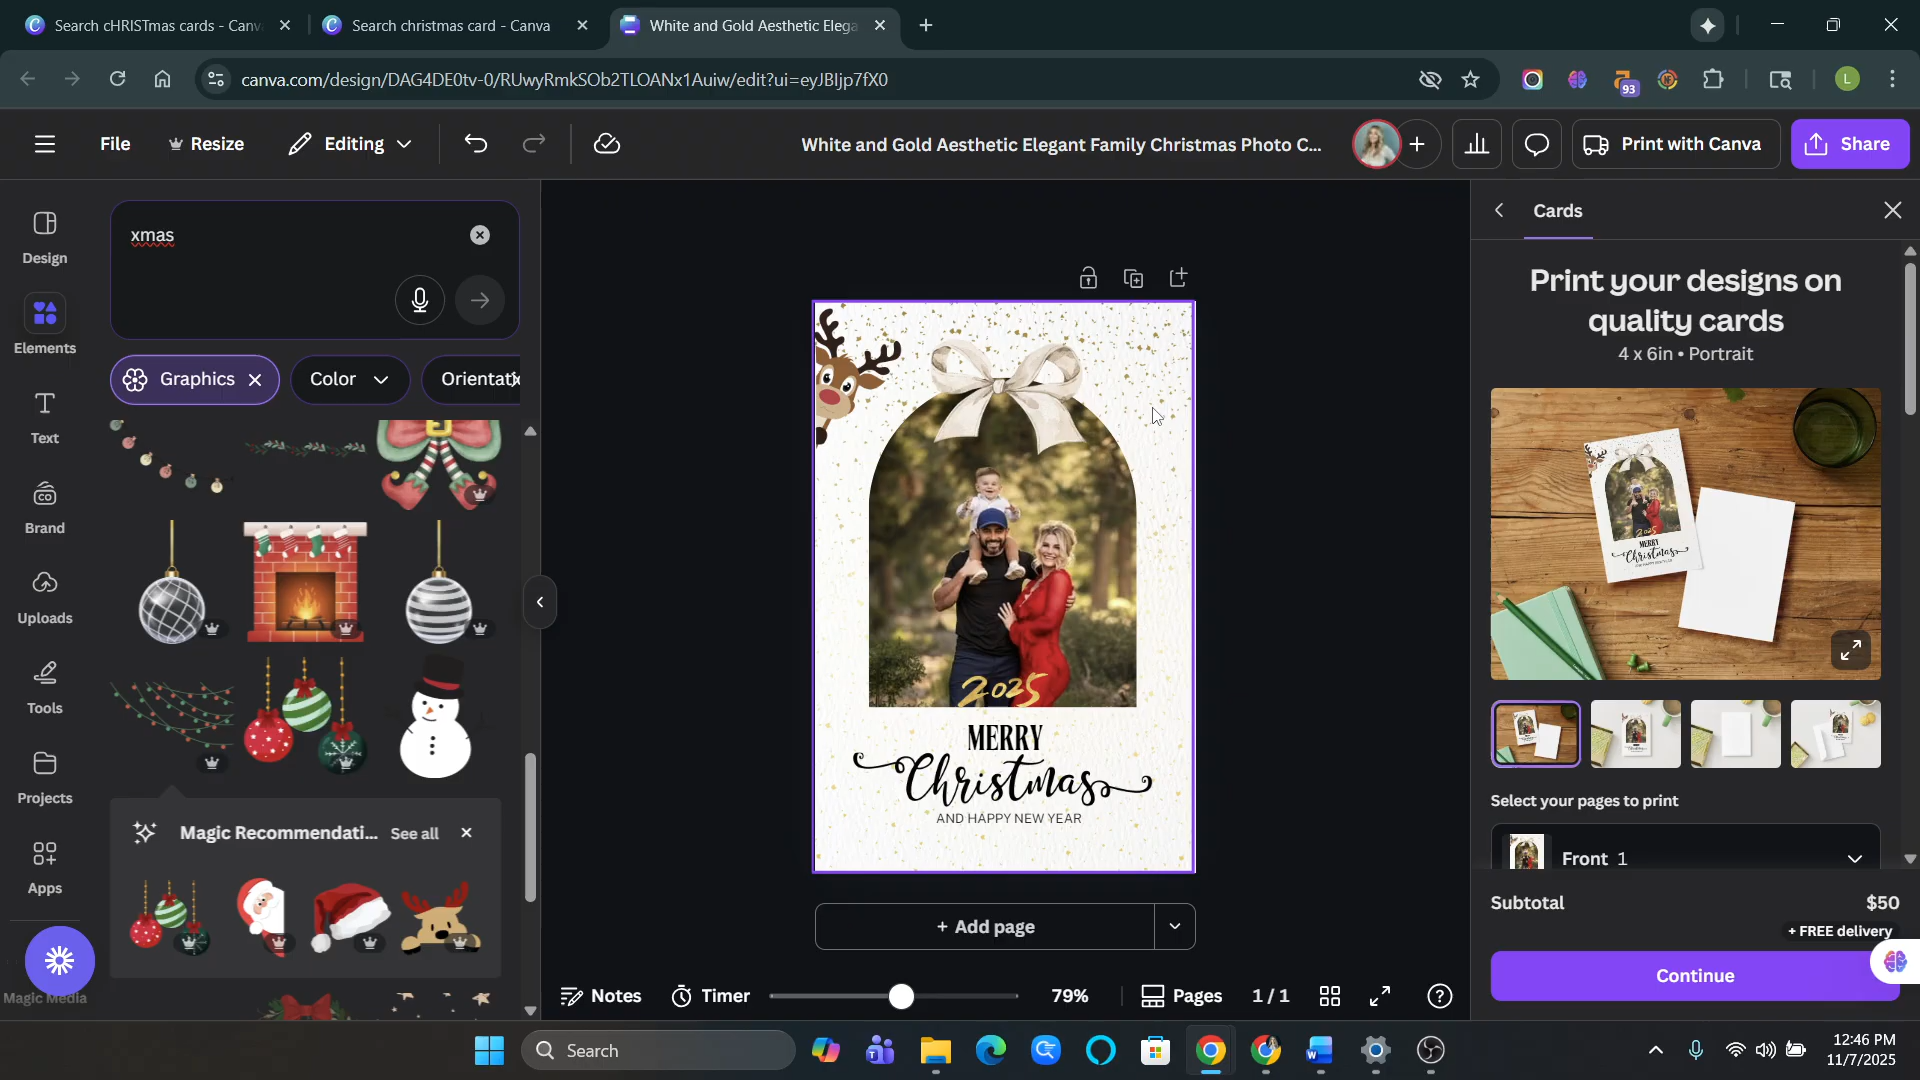 Search cHRISTmas cards - Canv
Search christmas card - Canva
White and Gold Aesthetic Elega
canva.com/design/DAG4DE0tv-0/RUwyRmkSOb2TLOANx1Auiw/edit?ui=eyJBIjp7fX0
93
L
File
Resize
Editing
White and Gold Aesthetic Elegant Family Christmas Photo C...
Print with Canva
Share
Design
Elements
Text
Brand
Uploads
Tools
Projects
Apps
Magic Media
xmas
Graphics
Color
Orientati
Magic Recommendati...
See all
2025
MERRY
Christmas
AND HAPPY NEW YEAR
+ Add page
Notes
Timer
79%
Pages
1 / 1
Cards
Print your designs on
quality cards
4 x 6in • Portrait
2025
MERRY
Christmas
Select your pages to print
Front 1
Subtotal
$50
+ FREE delivery
Continue
Search
12:46 PM
11/7/2025